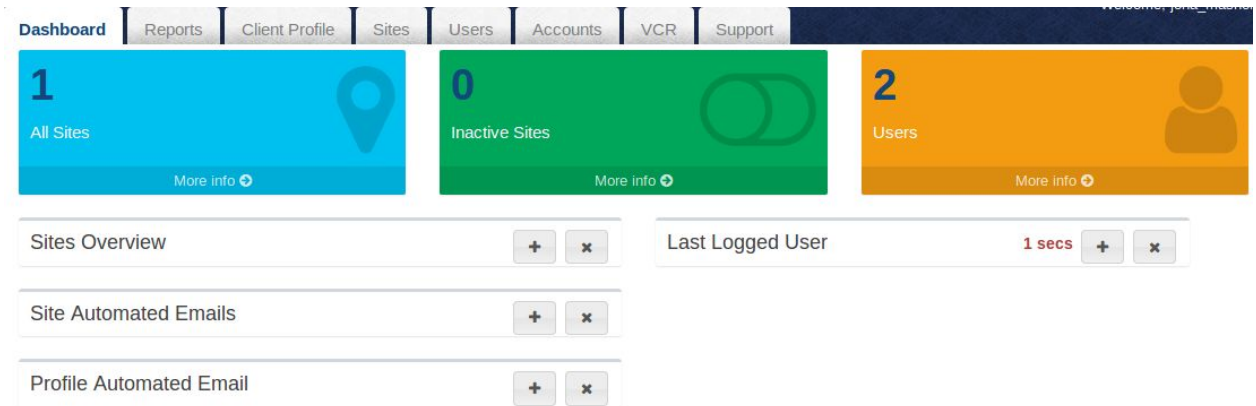 Dashboard Reports Client Profile Sites Users Accounts VCR Support
1
All Sites
More info
0
Inactive Sites
More info
2
Users
More info
Sites Overview
Last Logged User 1 secs
Site Automated Emails
Profile Automated Email